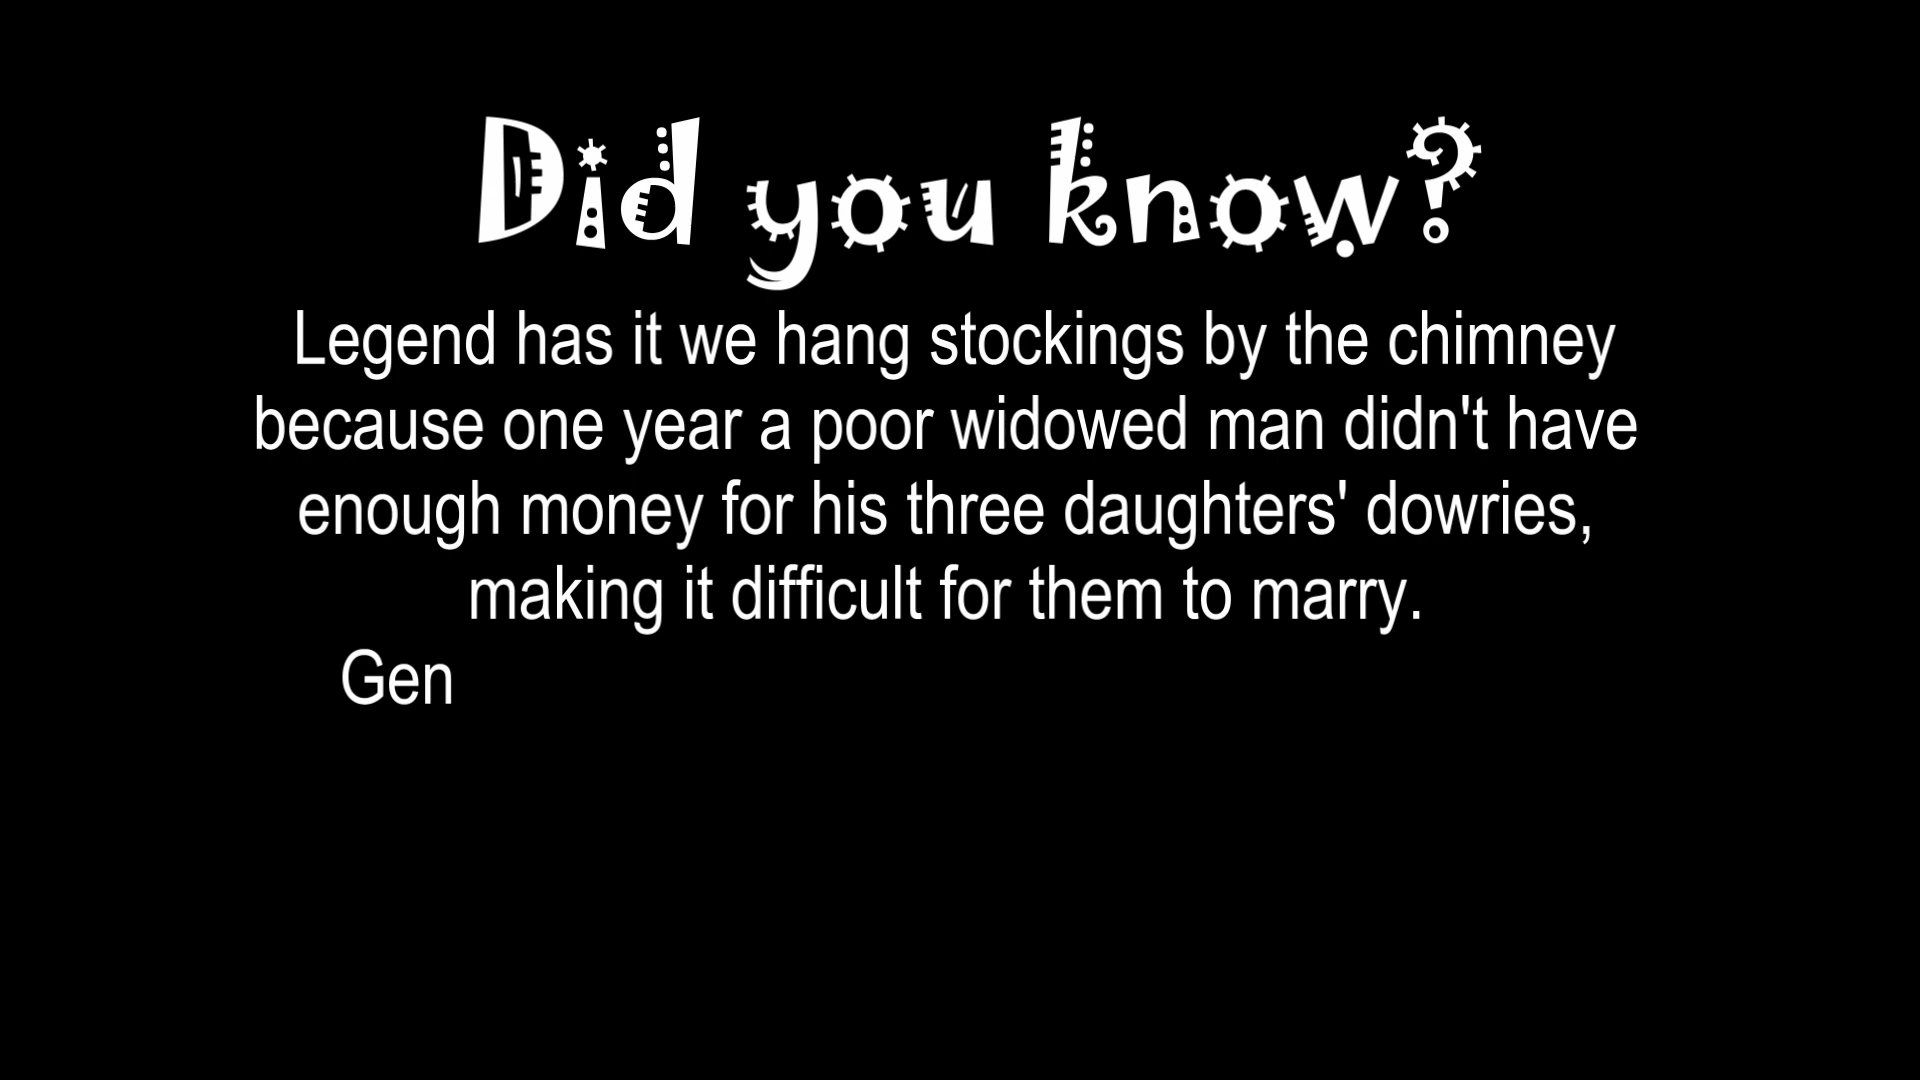 Did you know?
Legend has it we hang stockings by the chimney
because one year a poor widowed man didn't have
enough money for his three daughters' dowries,
making it difficult for them to marry.
Gen